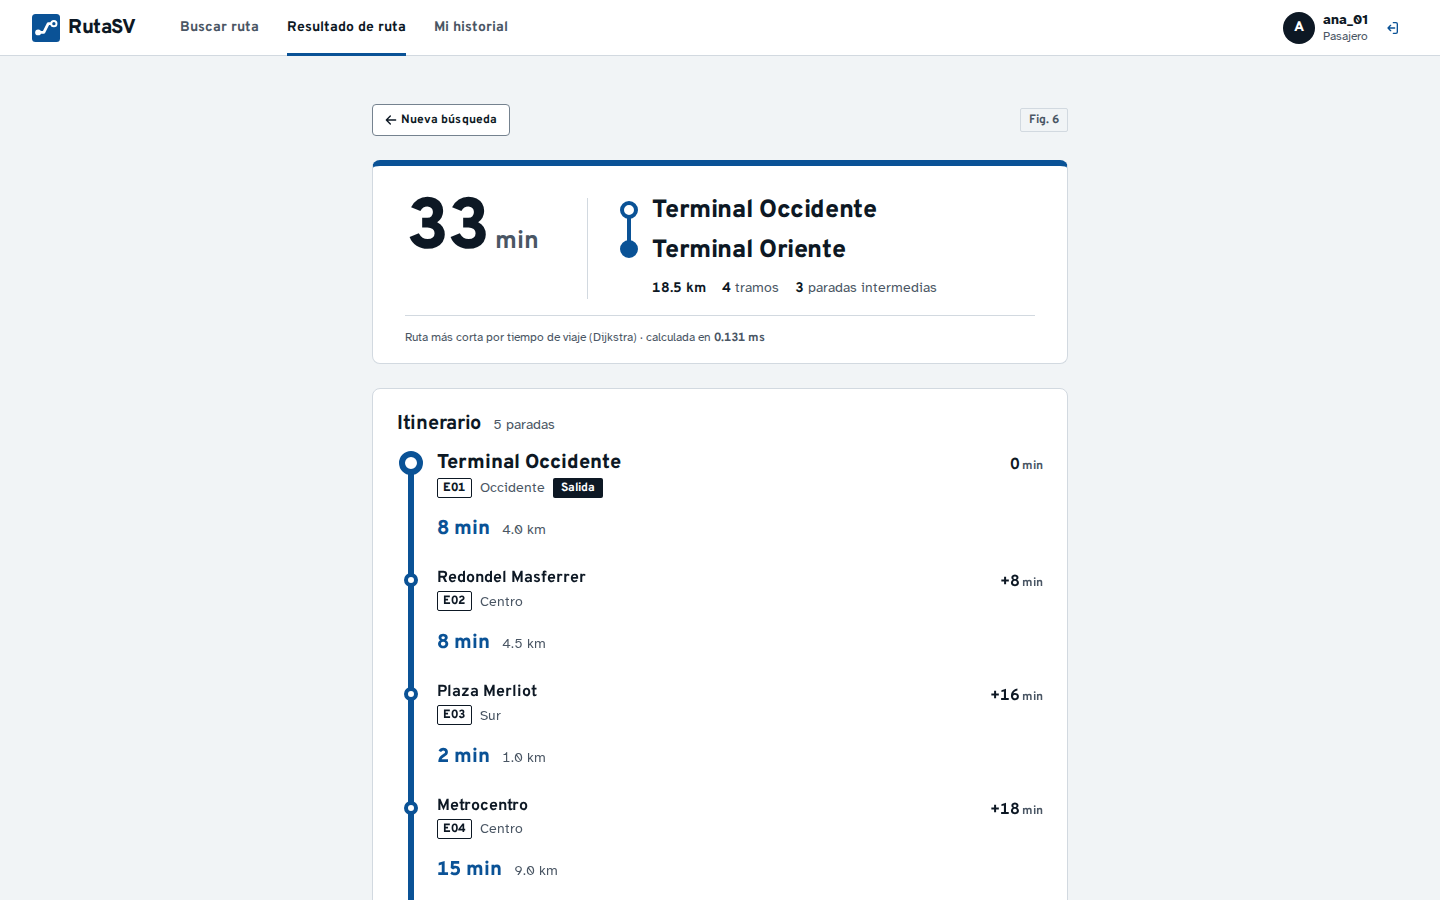 RutaSV Buscar ruta Resultado de ruta Mi historial A ana_01
Pasajero
← Nueva búsqueda Fig. 6
33 min
Terminal Occidente
Terminal Oriente
18.5 km 4 tramos 3 paradas intermedias
Ruta más corta por tiempo de viaje (Dijkstra) · calculada en 0.131 ms
Itinerario 5 paradas
Terminal Occidente 0 min
E01 Occidente Salida
8 min 4.0 km
Redondel Masferrer +8 min
E02 Centro
8 min 4.5 km
Plaza Merliot +16 min
E03 Sur
2 min 1.0 km
Metrocentro +18 min
E04 Centro
15 min 9.0 km